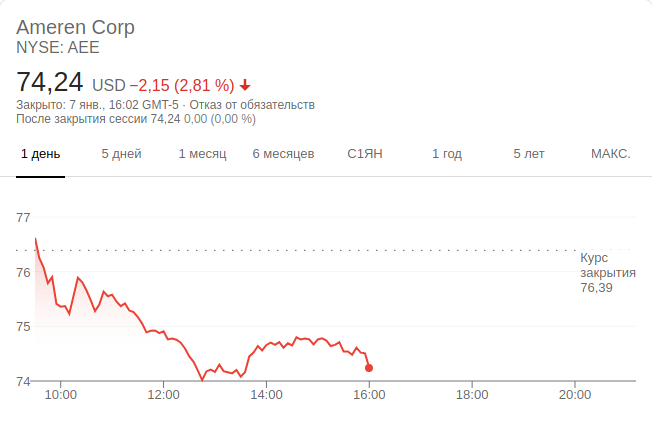 Ameren Corp
NYSE: AEE
74,24 USD −2,15 (2,81 %)
Закрыто: 7 янв., 16:02 GMT-5 · Отказ от обязательств
После закрытия сессии 74,24 0,00 (0,00 %)
1 день 5 дней 1 месяц 6 месяцев С1ЯН 1 год 5 лет МАКС.
77
Курс
закрытия
76,39
76
75
74
10:00 12:00 14:00 16:00 18:00 20:00